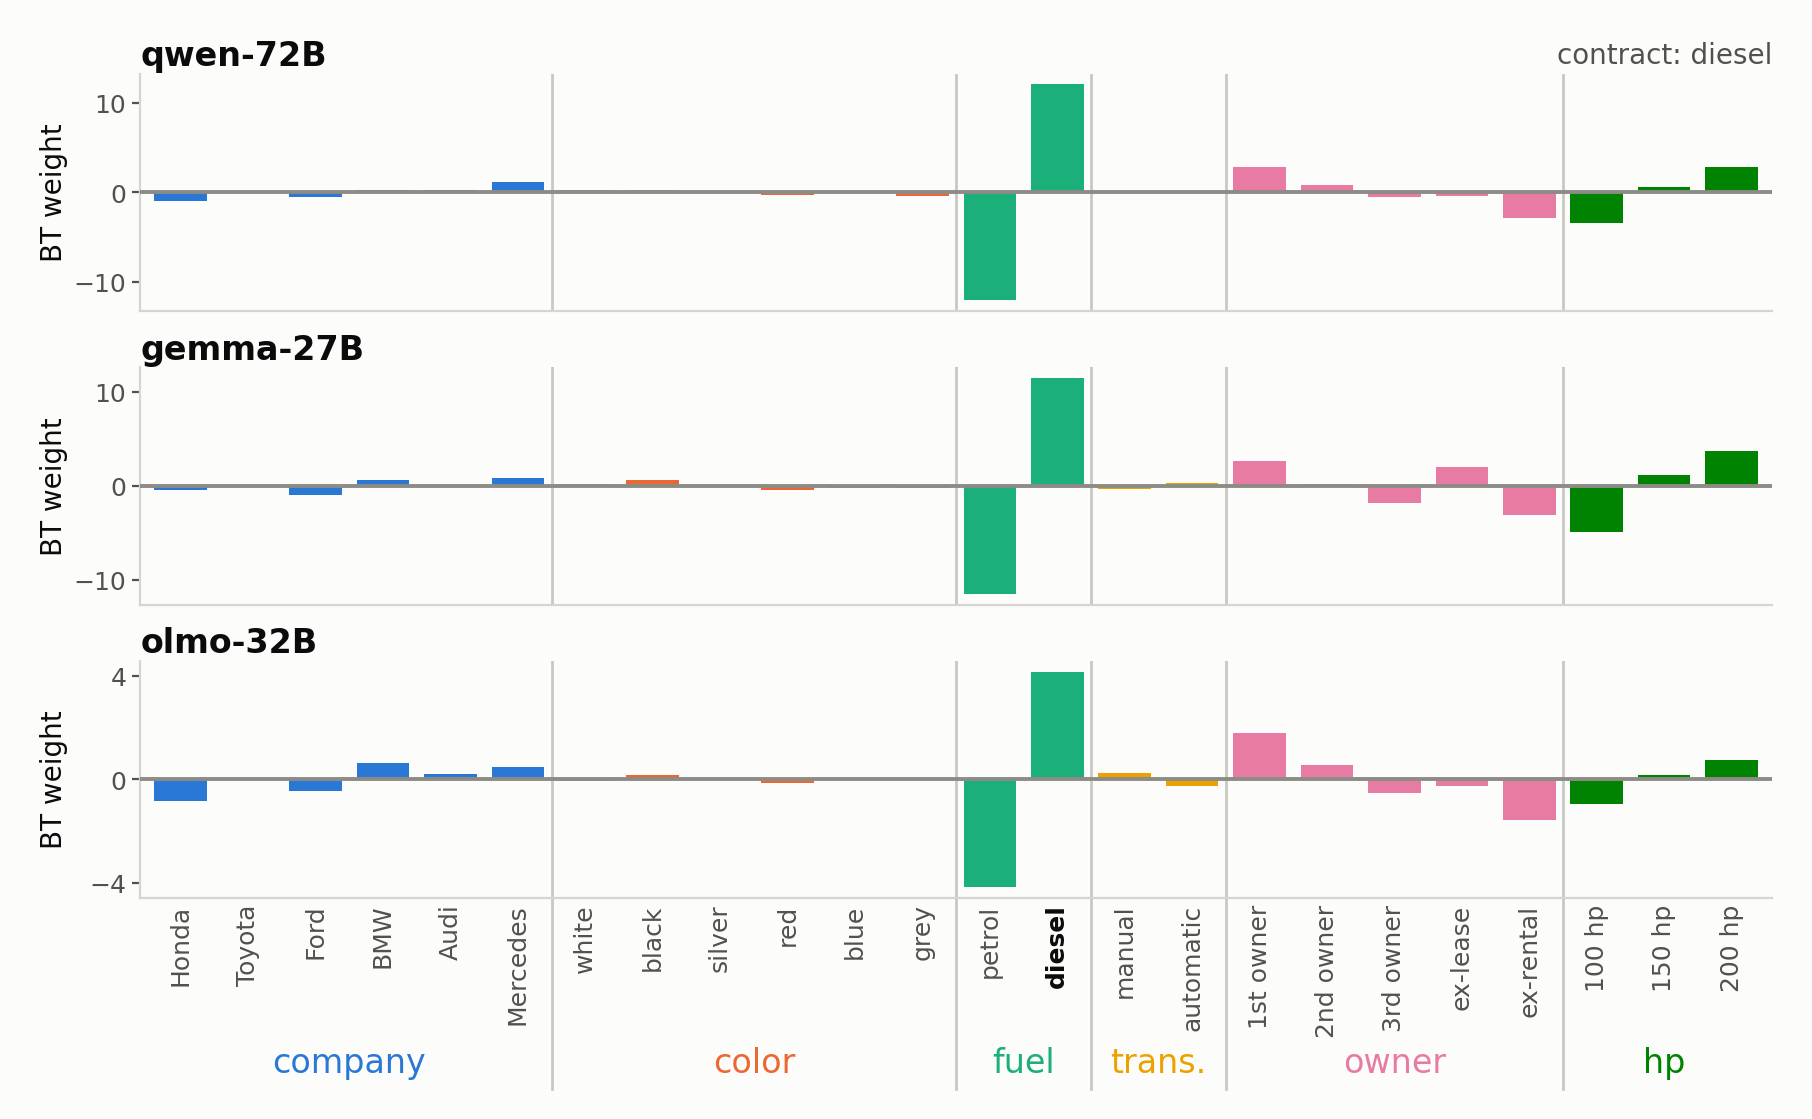 qwen-72B
contract: diesel
BT weight
10
0
−10
gemma-27B
BT weight
10
0
−10
olmo-32B
BT weight
4
0
−4
Honda Toyota Ford BMW Audi Mercedes white black silver red blue grey petrol diesel manual automatic 1st owner 2nd owner 3rd owner ex-lease ex-rental 100 hp 150 hp 200 hp
company color fuel trans. owner hp